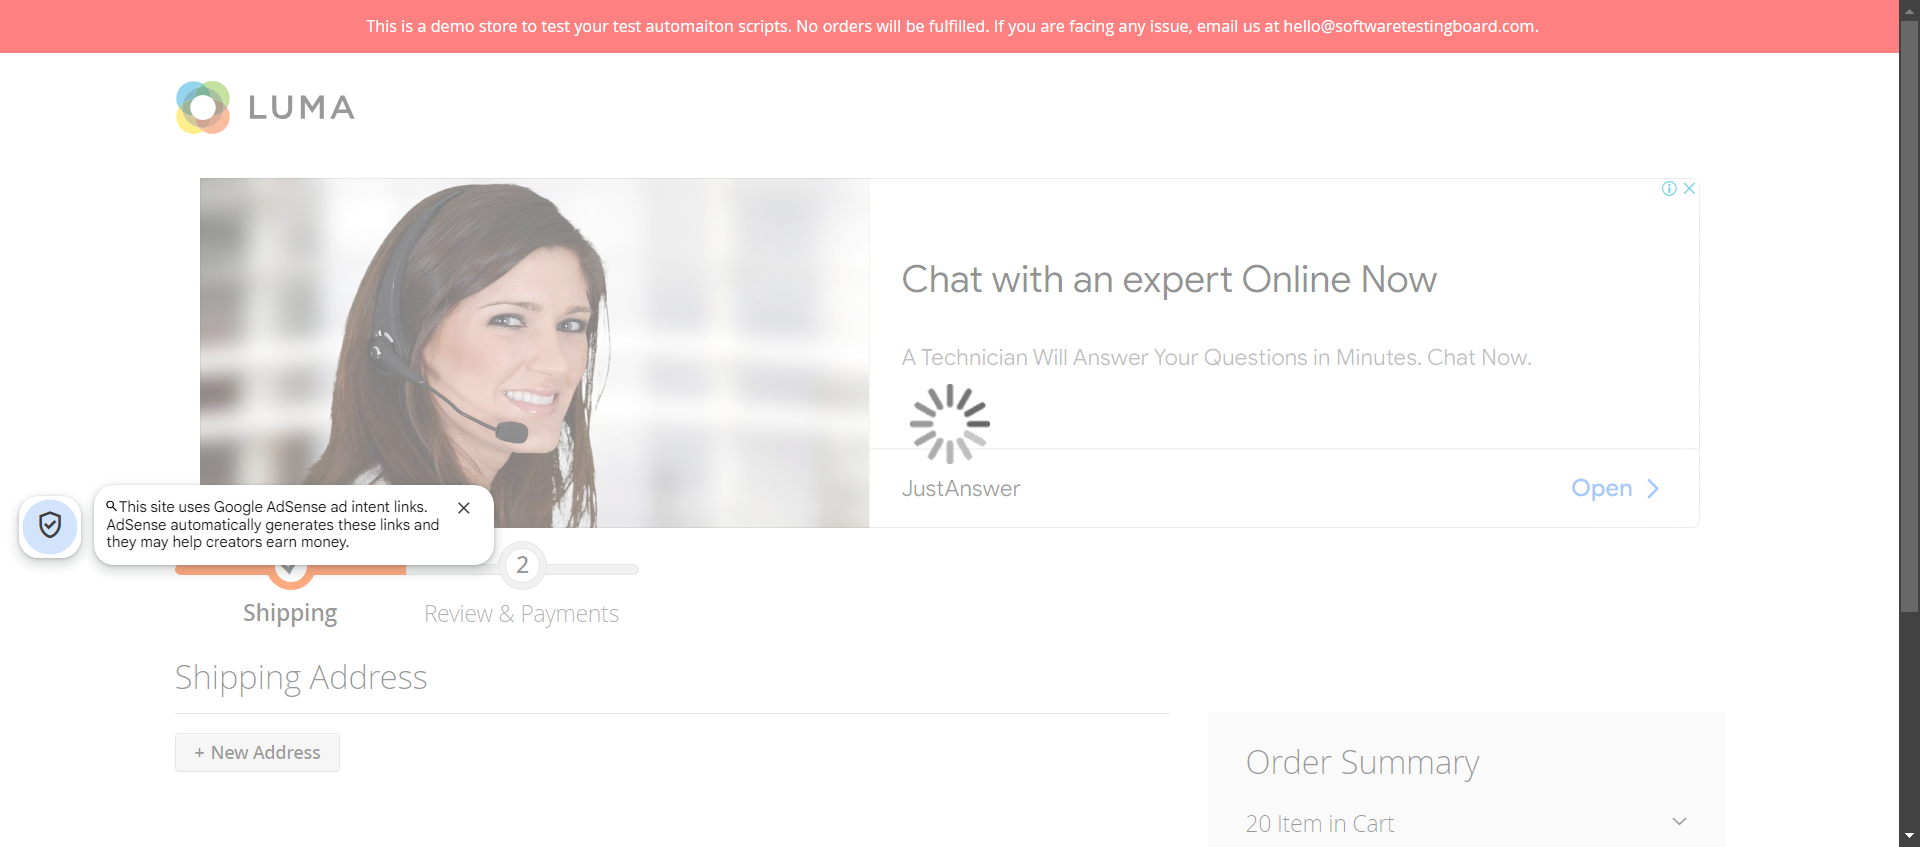 This is a demo store to test your test automaiton scripts. No orders will be fulfilled. If you are facing any issue, email us at hello@softwaretestingboard.com.
LUMA
Chat with an expert Online Now
A Technician Will Answer Your Questions in Minutes. Chat Now.
JustAnswer
Open
This site uses Google AdSense ad intent links.
AdSense automatically generates these links and
they may help creators earn money.
2
Shipping
Review & Payments
Shipping Address
+ New Address
Order Summary
20 Item in Cart